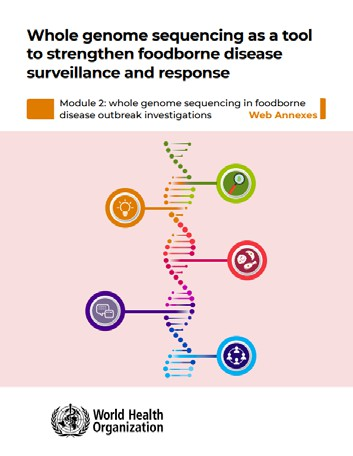 Whole genome sequencing as a tool
to strengthen foodborne disease
surveillance and response
Module 2: whole genome sequencing in foodborne
disease outbreak investigations Web Annexes
World Health
Organization